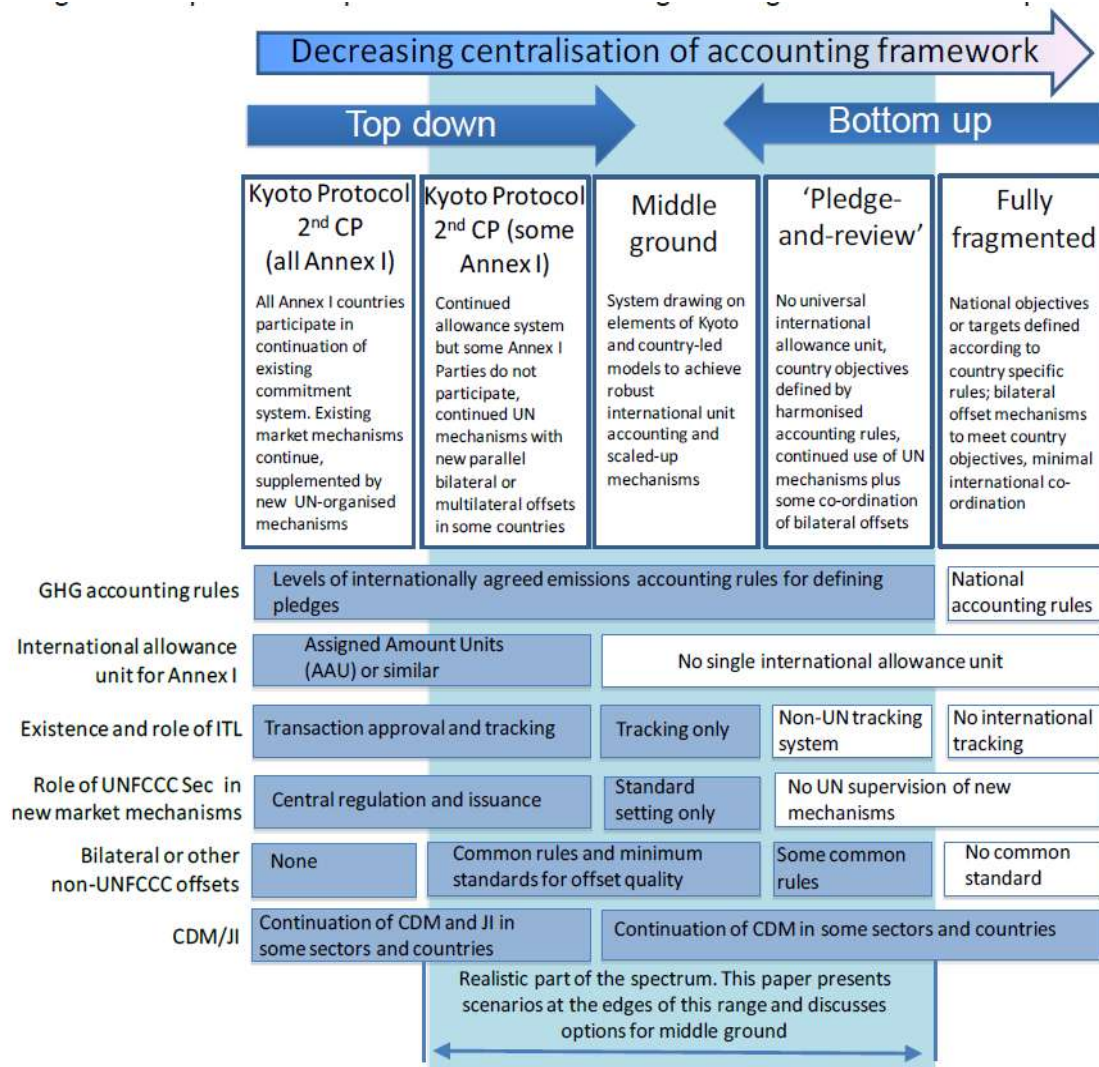 Decreasing centralisation of accounting framework
Top down
Bottom up
Kyoto Protocol
2nd CP
(all Annex I)
All Annex I countries
participate in
continuation of
existing
commitment
system. Existing
market mechanisms
continue,
supplemented by
new UN-organised
mechanisms
Kyoto Protocol
2nd CP (some
Annex I)
Continued
allowance system
but some Annex I
Parties do not
participate,
continued UN
mechanisms with
new parallel
bilateral or
multilateral offsets
in some countries
Middle
ground
System drawing on
elements of Kyoto
and country-led
models to achieve
robust
international unit
accounting and
scaled-up
mechanisms
‘Pledge-
and-review’
No universal
international
allowance unit,
country objectives
defined by
harmonised
accounting rules,
continued use of UN
mechanisms plus
some co-ordination
of bilateral offsets
Fully
fragmented
National objectives
or targets defined
according to
country specific
rules; bilateral
offset mechanisms
to meet country
objectives, minimal
international co-
ordination
GHG accounting rules
Levels of internationally agreed emissions accounting rules for defining
pledges
National
accounting rules
International allowance
unit for Annex I
Assigned Amount Units
(AAU) or similar
No single international allowance unit
Existence and role of ITL
Transaction approval and tracking
Tracking only
Non-UN tracking
system
No international
tracking
Role of UNFCCC Sec in
new market mechanisms
Central regulation and issuance
Standard
setting only
No UN supervision of new
mechanisms
Bilateral or other
non-UNFCCC offsets
None
Common rules and minimum
standards for offset quality
Some common
rules
No common
standard
CDM/JI
Continuation of CDM and JI in
some sectors and countries
Continuation of CDM in some sectors and countries
Realistic part of the spectrum. This paper presents
scenarios at the edges of this range and discusses
options for middle ground